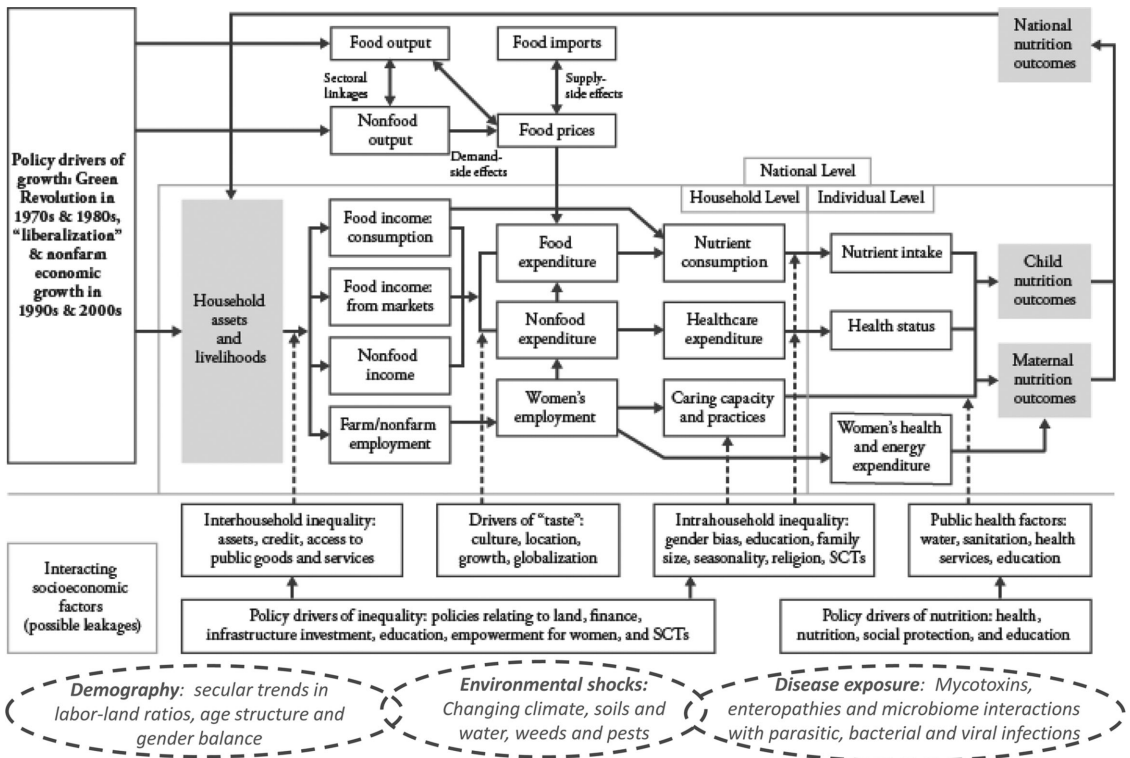 Food output
Food imports
National
nutrition
outcomes
Sectoral
linkages
Supply-
side effects
Nonfood
output
Food prices
Demand-
side effects
Policy drivers of
growth: Green
Revolution in
1970s & 1980s,
“liberalization”
& nonfarm
economic
growth in
1990s & 2000s
National Level
Household Level
Individual Level
Household
assets
and
livelihoods
Food income:
consumption
Food income:
from markets
Nonfood
income
Farm/nonfarm
employment
Food
expenditure
Nonfood
expenditure
Women’s
employment
Nutrient
consumption
Healthcare
expenditure
Caring capacity
and practices
Nutrient intake
Health status
Women’s health
and energy
expenditure
Child
nutrition
outcomes
Maternal
nutrition
outcomes
Interhousehold inequality:
assets, credit, access to
public goods and services
Drivers of “taste”:
culture, location,
growth, globalization
Intrahousehold inequality:
gender bias, education, family
size, seasonality, religion, SCTs
Public health factors:
water, sanitation, health
services, education
Interacting
socioeconomic
factors
(possible leakages)
Policy drivers of inequality: policies relating to land, finance,
infrastructure investment, education, empowerment for women, and SCTs
Policy drivers of nutrition: health,
nutrition, social protection, and education
Demography: secular trends in
labor-land ratios, age structure and
gender balance
Environmental shocks:
Changing climate, soils and
water, weeds and pests
Disease exposure: Mycotoxins,
enteropathies and microbiome interactions
with parasitic, bacterial and viral infections